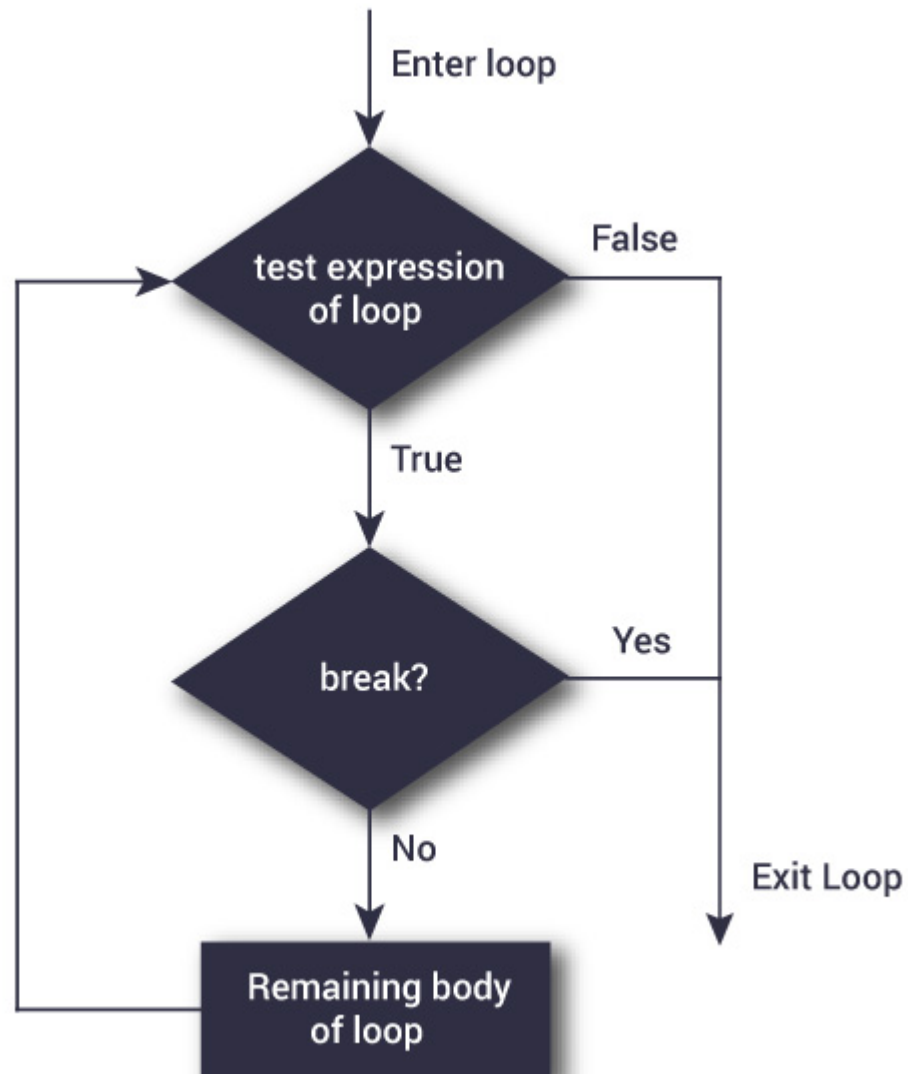 Enter loop
False
test expression
of loop
True
Yes
break?
No
Exit Loop
Remaining body
of loop